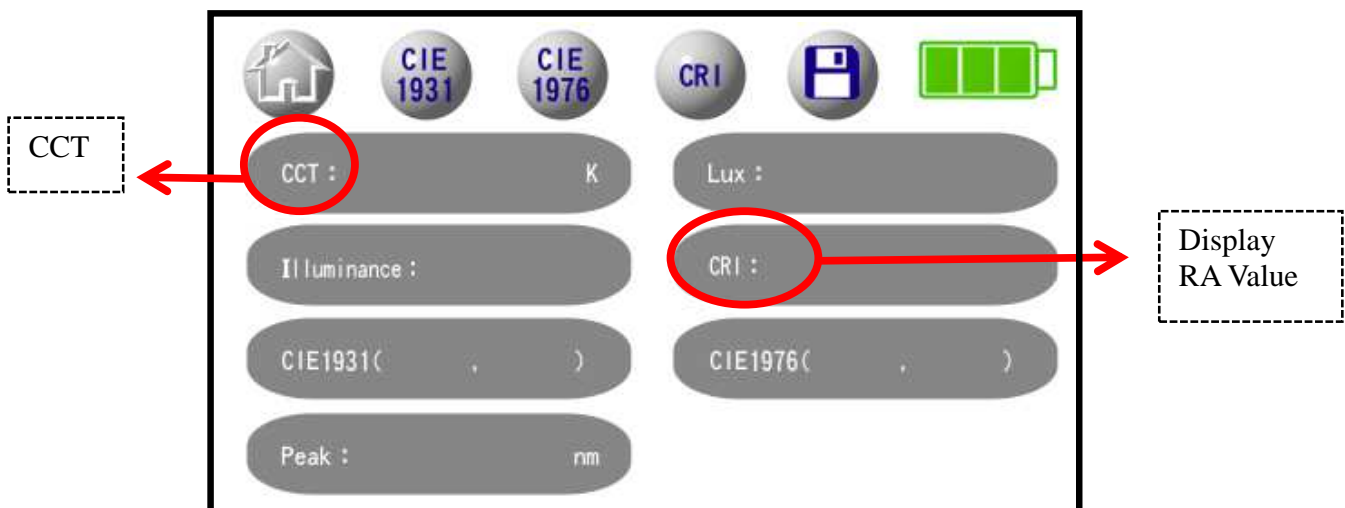 CIE
1931
CIE
1976
CRI
CCT
CCT : K
Lux :
Illuminance :
CRI :
Display
RA Value
CIE1931( , )
CIE1976( , )
Peak : nm